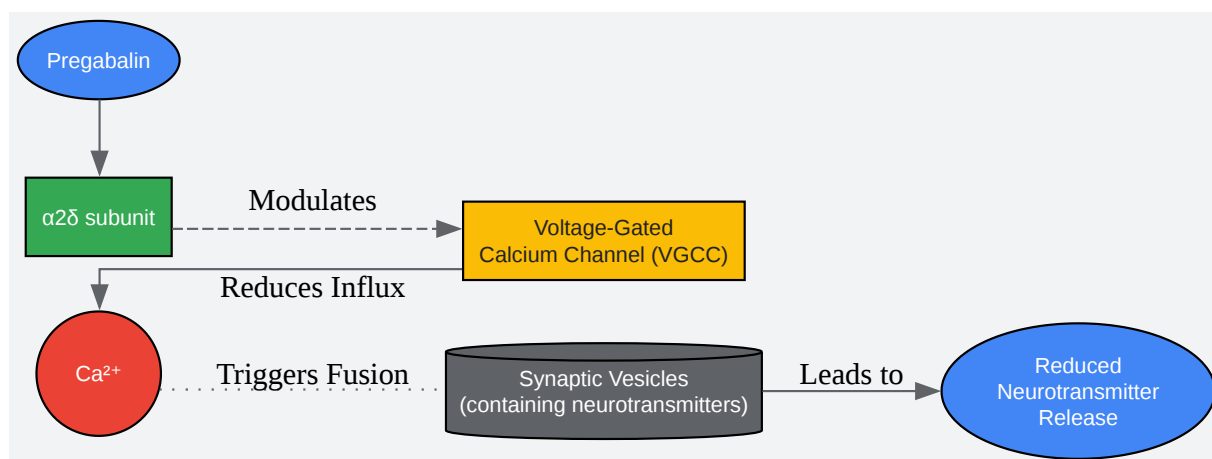 Pregabalin
α2δ subunit
Modulates
Voltage-Gated
Calcium Channel (VGCC)
Reduces Influx
Ca²⁺
Triggers Fusion
Synaptic Vesicles
(containing neurotransmitters)
Leads to
Reduced
Neurotransmitter
Release